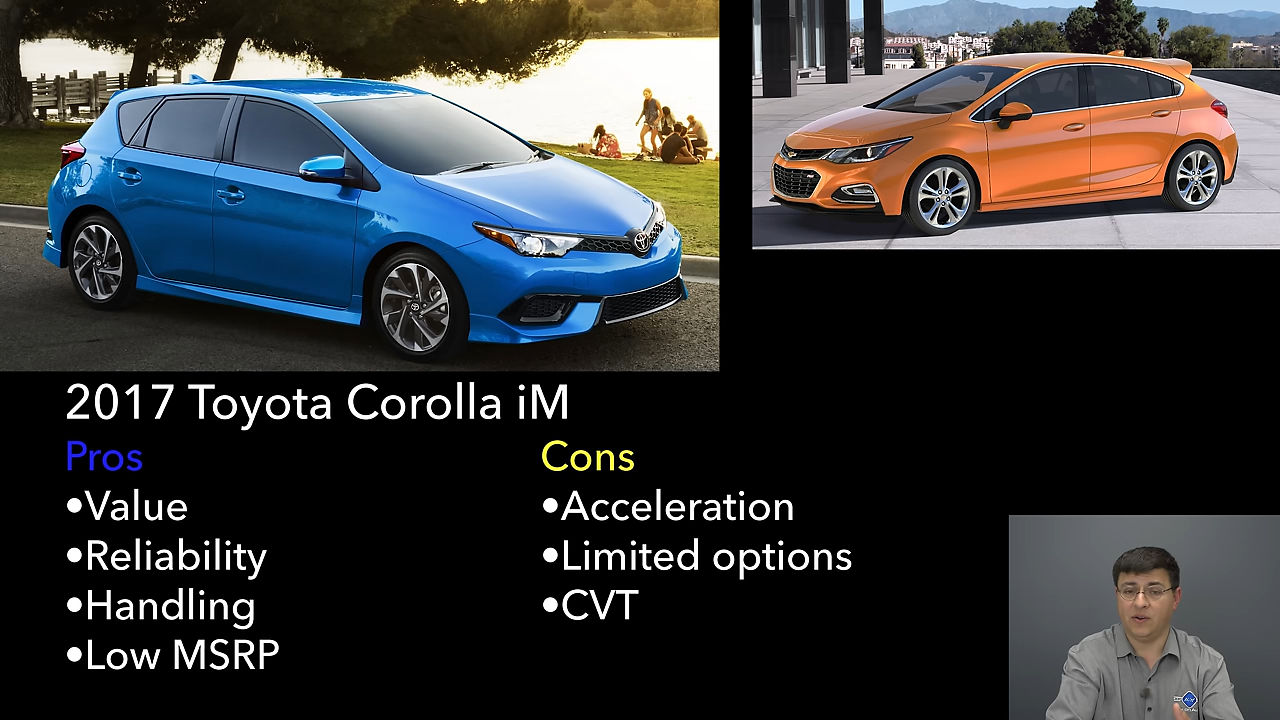 2017 Toyota Corolla iM
Pros
•Value
•Reliability
•Handling
•Low MSRP
Cons
•Acceleration
•Limited options
•CVT